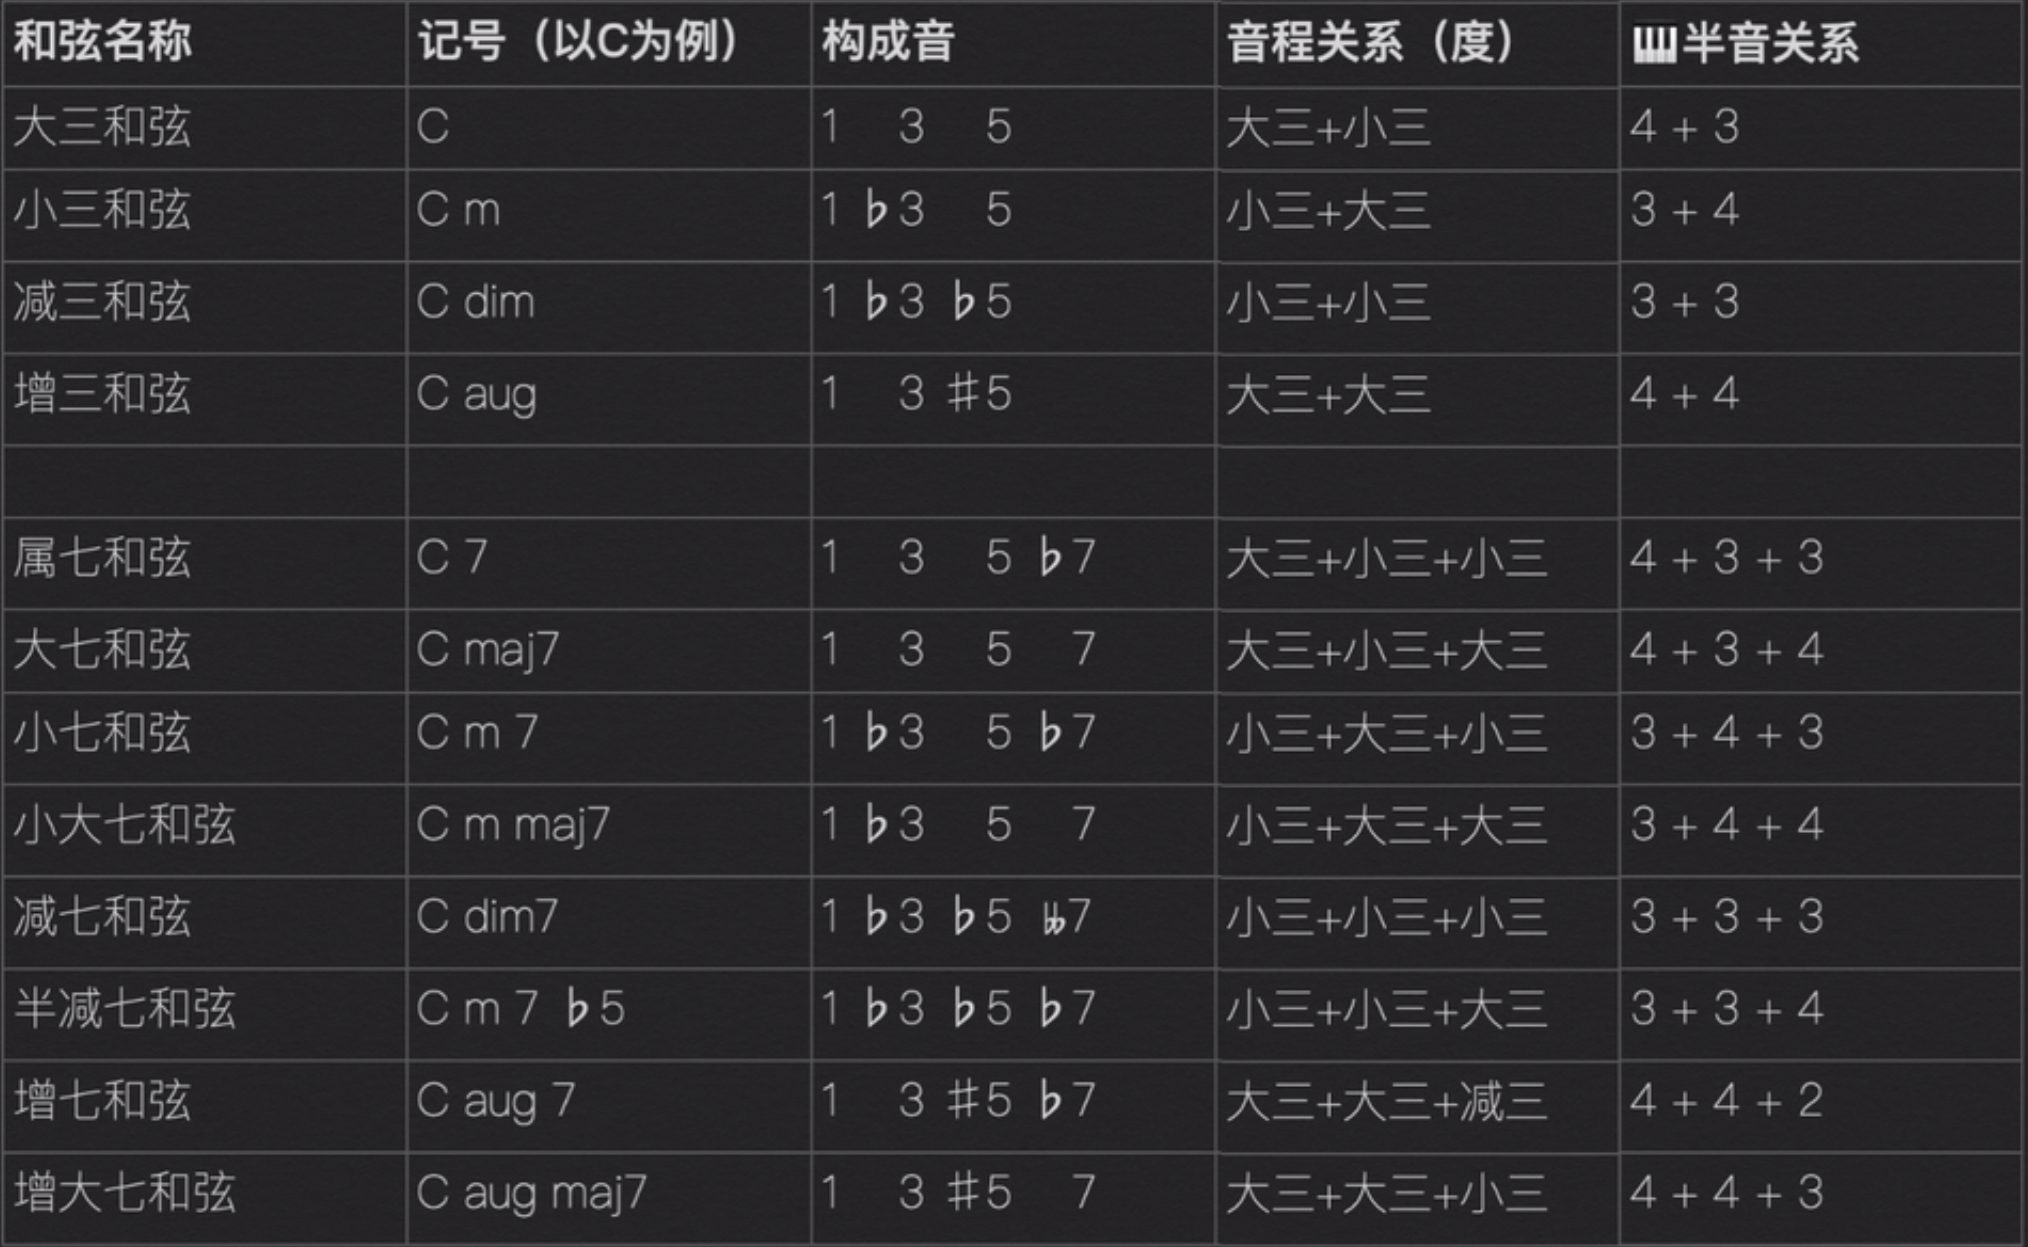 和弦名称 记号（以C为例） 构成音 音程关系（度） 🎹半音关系
大三和弦 C 1 3 5 大三+小三 4 + 3
小三和弦 C m 1 ♭3 5 小三+大三 3 + 4
减三和弦 C dim 1 ♭3 ♭5 小三+小三 3 + 3
增三和弦 C aug 1 3 ♯5 大三+大三 4 + 4
属七和弦 C 7 1 3 5 ♭7 大三+小三+小三 4 + 3 + 3
大七和弦 C maj7 1 3 5 7 大三+小三+大三 4 + 3 + 4
小七和弦 C m 7 1 ♭3 5 ♭7 小三+大三+小三 3 + 4 + 3
小大七和弦 C m maj7 1 ♭3 5 7 小三+大三+大三 3 + 4 + 4
减七和弦 C dim7 1 ♭3 ♭5 𝄫7 小三+小三+小三 3 + 3 + 3
半减七和弦 C m 7 ♭5 1 ♭3 ♭5 ♭7 小三+小三+大三 3 + 3 + 4
增七和弦 C aug 7 1 3 ♯5 ♭7 大三+大三+减三 4 + 4 + 2
增大七和弦 C aug maj7 1 3 ♯5 7 大三+大三+小三 4 + 4 + 3